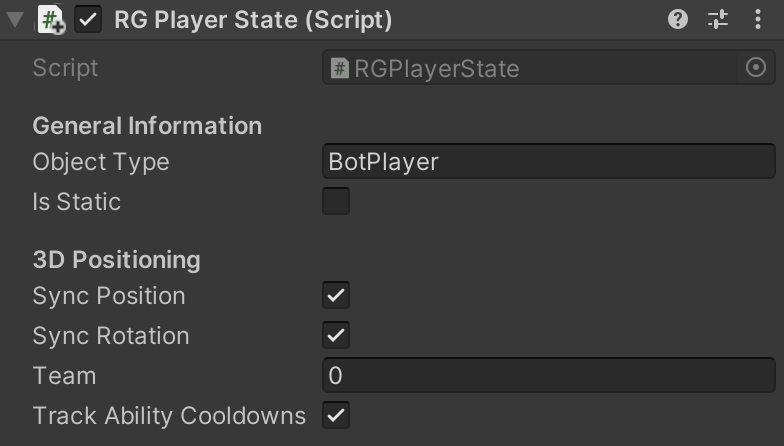 RG Player State (Script)
Script RGPlayerState
General Information
Object Type BotPlayer
Is Static
3D Positioning
Sync Position
Sync Rotation
Team 0
Track Ability Cooldowns